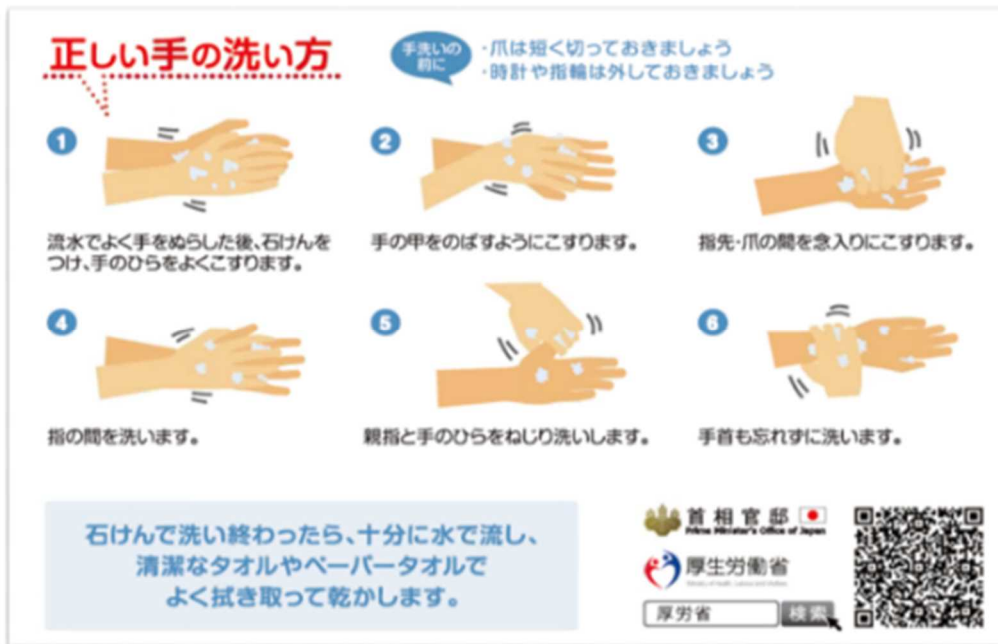 正しい手の洗い方
手洗いの
前に
・爪は短く切っておきましょう
・時計や指輪は外しておきましょう
1
流水でよく手をぬらした後、石けんを
つけ、手のひらをよくこすります。
2
手の甲をのばすようにこすります。
3
指先・爪の間を念入りにこすります。
4
指の間を洗います。
5
親指と手のひらをねじり洗いします。
6
手首も忘れずに洗います。
石けんで洗い終わったら、十分に水で流し、
清潔なタオルやペーパータオルで
よく拭き取って乾かします。
首相官邸
Prime Minister's Office of Japan
厚生労働省
Ministry of Health, Labour and Welfare
厚労省 検索